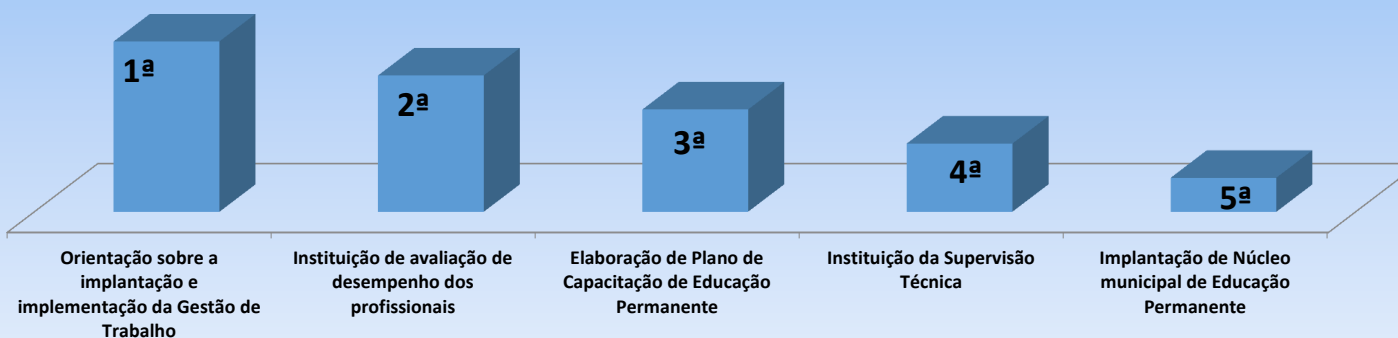 1ª
2ª
3ª
4ª
5ª
Orientação sobre a
implantação e
implementação da Gestão de
Trabalho
Instituição de avaliação de
desempenho dos
profissionais
Elaboração de Plano de
Capacitação de Educação
Permanente
Instituição da Supervisão
Técnica
Implantação de Núcleo
municipal de Educação
Permanente